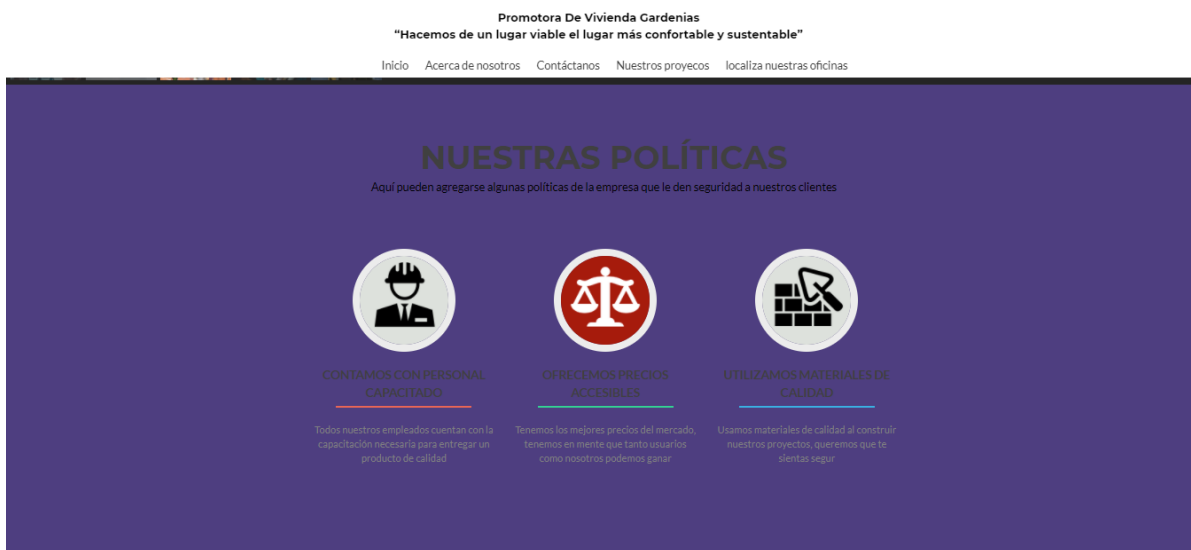 Promotora De Vivienda Gardenias
“Hacemos de un lugar viable el lugar más confortable y sustentable”
Inicio Acerca de nosotros Contáctanos Nuestros proyecos localiza nuestras oficinas
NUESTRAS POLÍTICAS
Aquí pueden agregarse algunas políticas de la empresa que le den seguridad a nuestros clientes
CONTAMOS CON PERSONAL
CAPACITADO
Todos nuestros empleados cuentan con la
capacitación necesaria para entregar un
producto de calidad
OFRECEMOS PRECIOS
ACCESIBLES
Tenemos los mejores precios del mercado,
tenemos en mente que tanto usuarios
como nosotros podemos ganar
UTILIZAMOS MATERIALES DE
CALIDAD
Usamos materiales de calidad al construir
nuestros proyectos, queremos que te
sientas segur